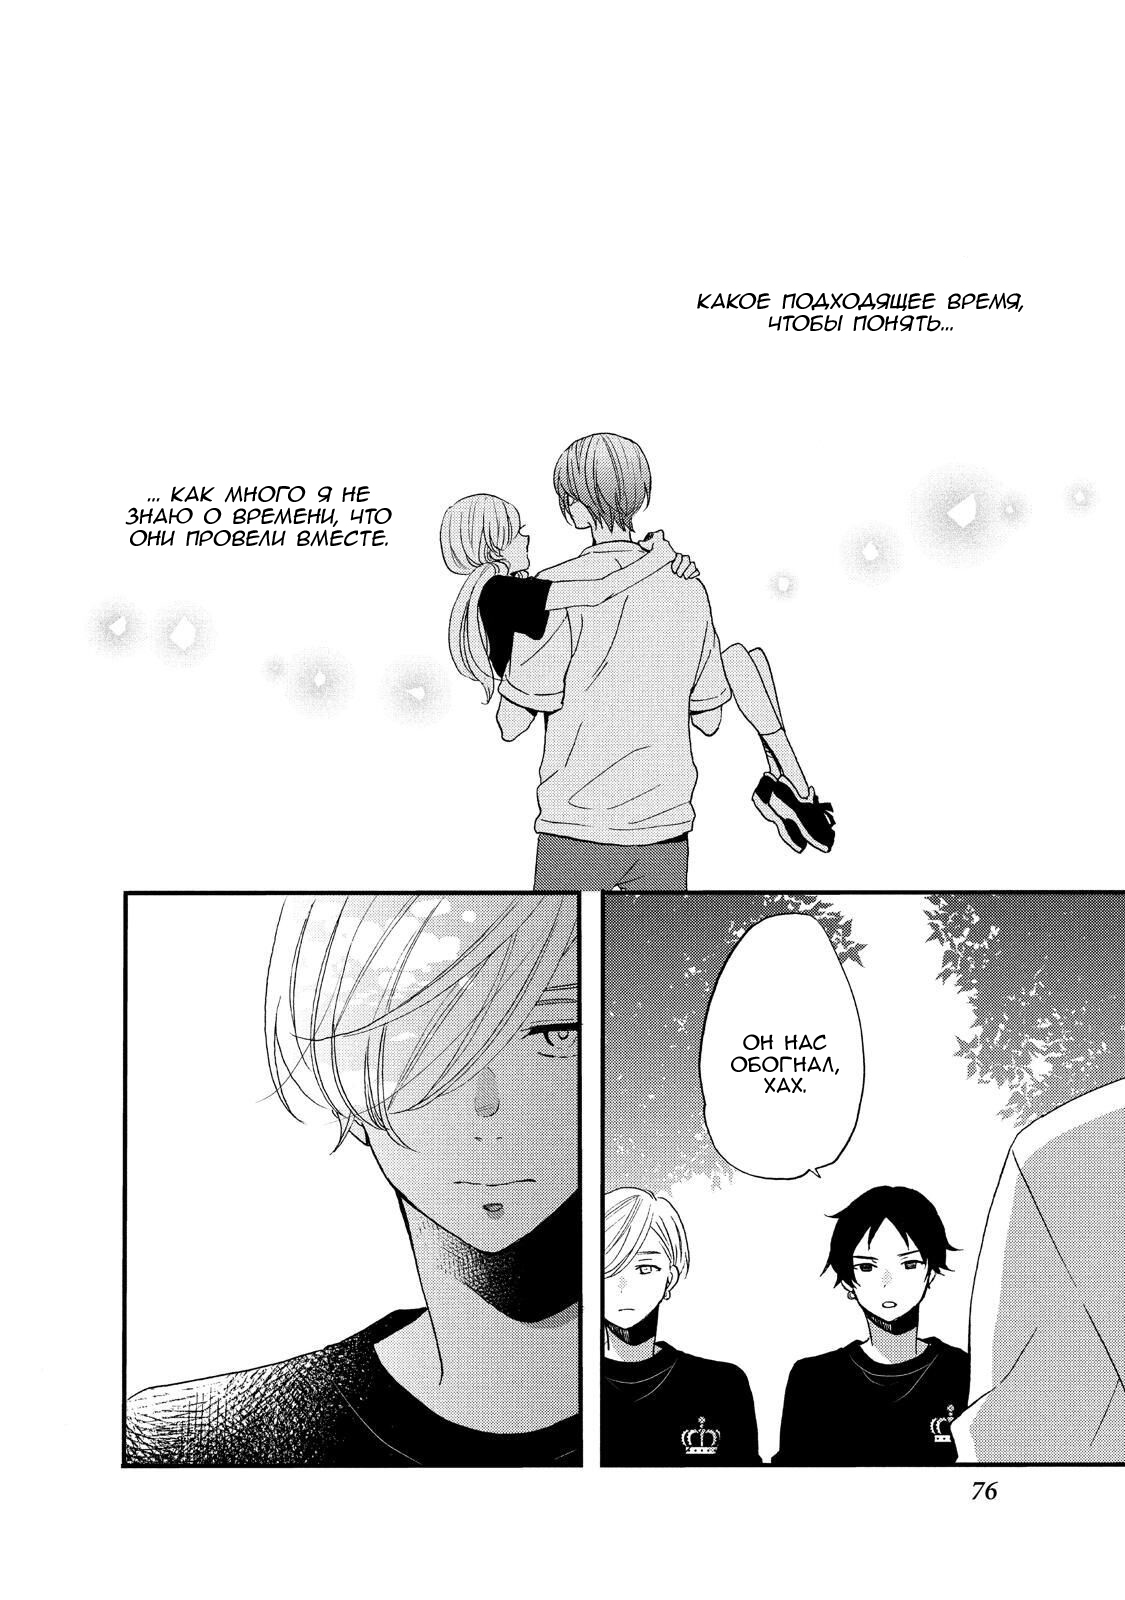 КАКОЕ ПОДХОДЯЩЕЕ ВРЕМЯ,
ЧТОБЫ ПОНЯТЬ...
... КАК МНОГО Я НЕ
ЗНАЮ О ВРЕМЕНИ, ЧТО
ОНИ ПРОВЕЛИ ВМЕСТЕ.
ОН НАС
ОБОГНАЛ,
ХАХ.
76